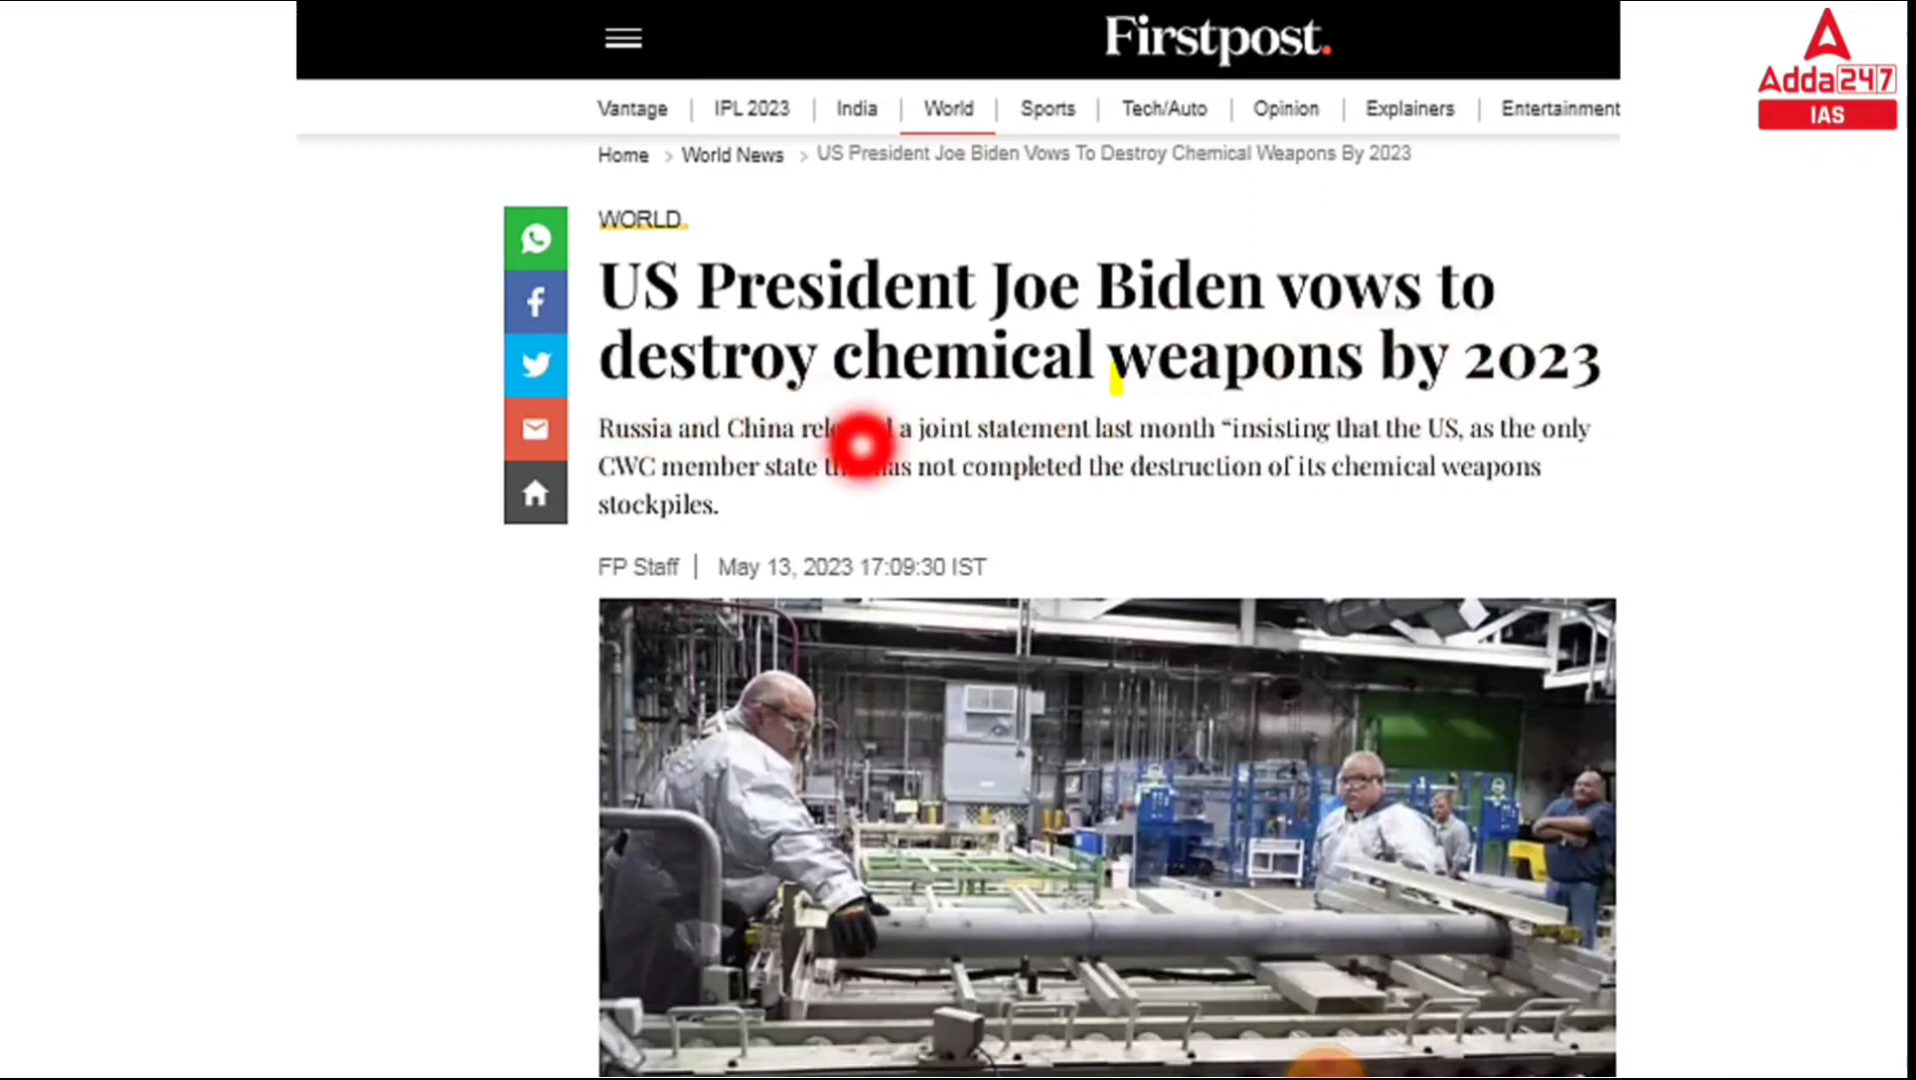 Firstpost.
Adda247
IAS
Vantage | IPL 2023 | India | World | Sports | Tech/Auto | Opinion | Explainers | Entertainment
Home > World News > US President Joe Biden Vows To Destroy Chemical Weapons By 2023
WORLD
US President Joe Biden vows to
destroy chemical weapons by 2023
Russia and China a joint statement last month “insisting that the US, as the only
CWC member state has not completed the destruction of its chemical weapons
stockpiles.
FP Staff | May 13, 2023 17:09:30 IST